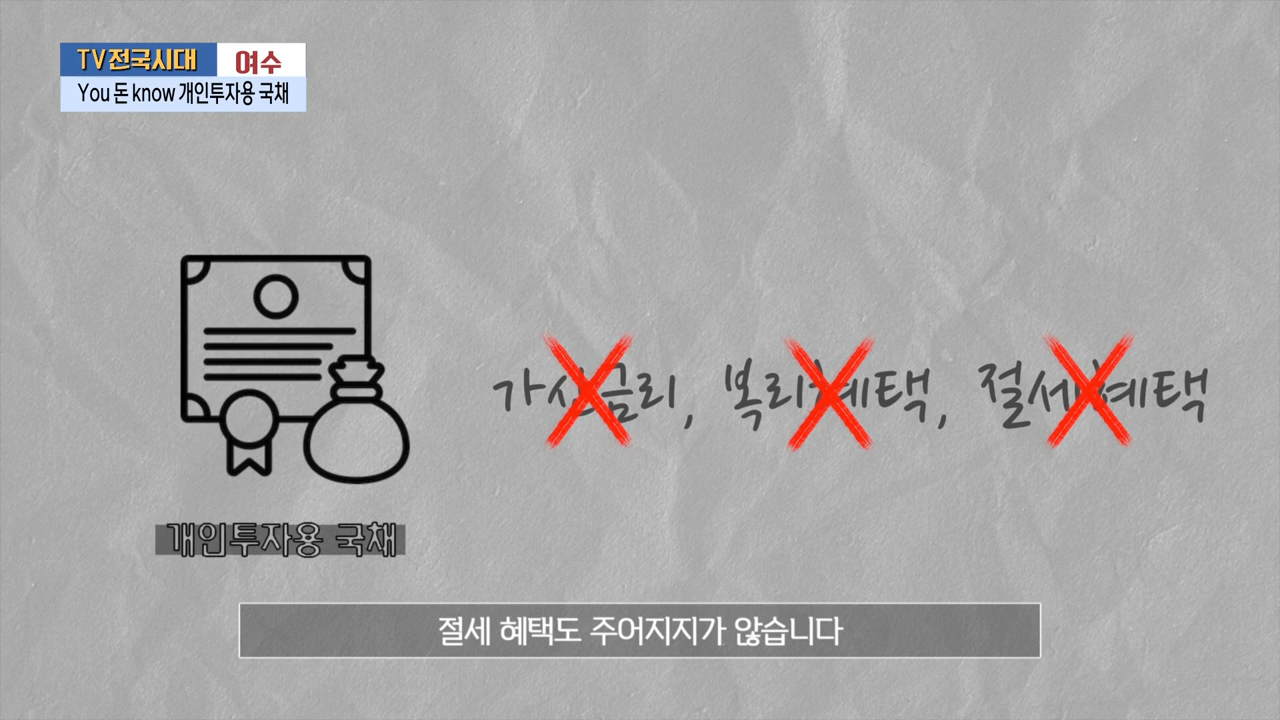 TV전국시대 여수
You 돈 know 개인투자용 국채
가산금리, 복리혜택, 절세혜택
개인투자용 국채
절세 혜택도 주어지지가 않습니다